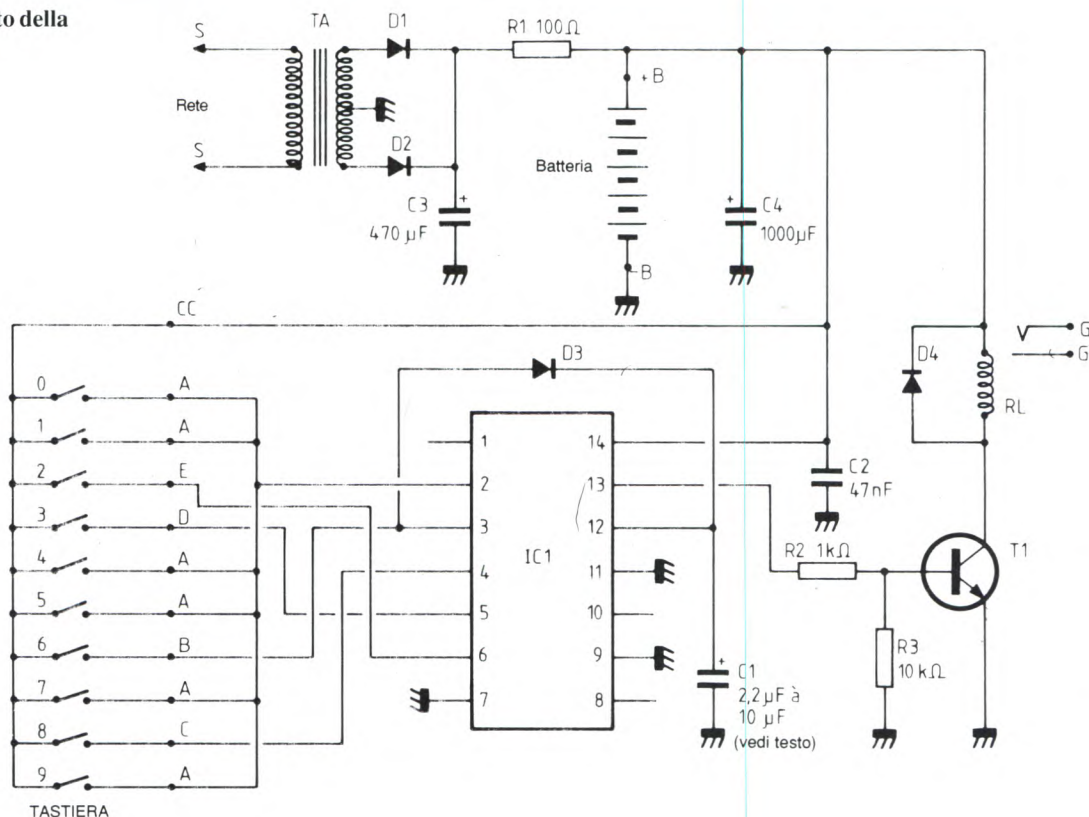 to della
S
TA
D1
R1 100Ω
+B
Rete
Batteria
S
D2
C3
470 µF
+
+
C4
1000µF
-B
CC
D3
G
G
D4
RL
0 A
1 A
2 E
3 D
4 A
5 A
6 B
7 A
8 C
9 A
TASTIERA
IC1
1 14
2 13
3 12
4 11
5 10
6 9
7 8
C2
47nF
R2 1kΩ
T1
R3
10 kΩ
+
C1
2,2 µF à
10 µF
(vedi testo)